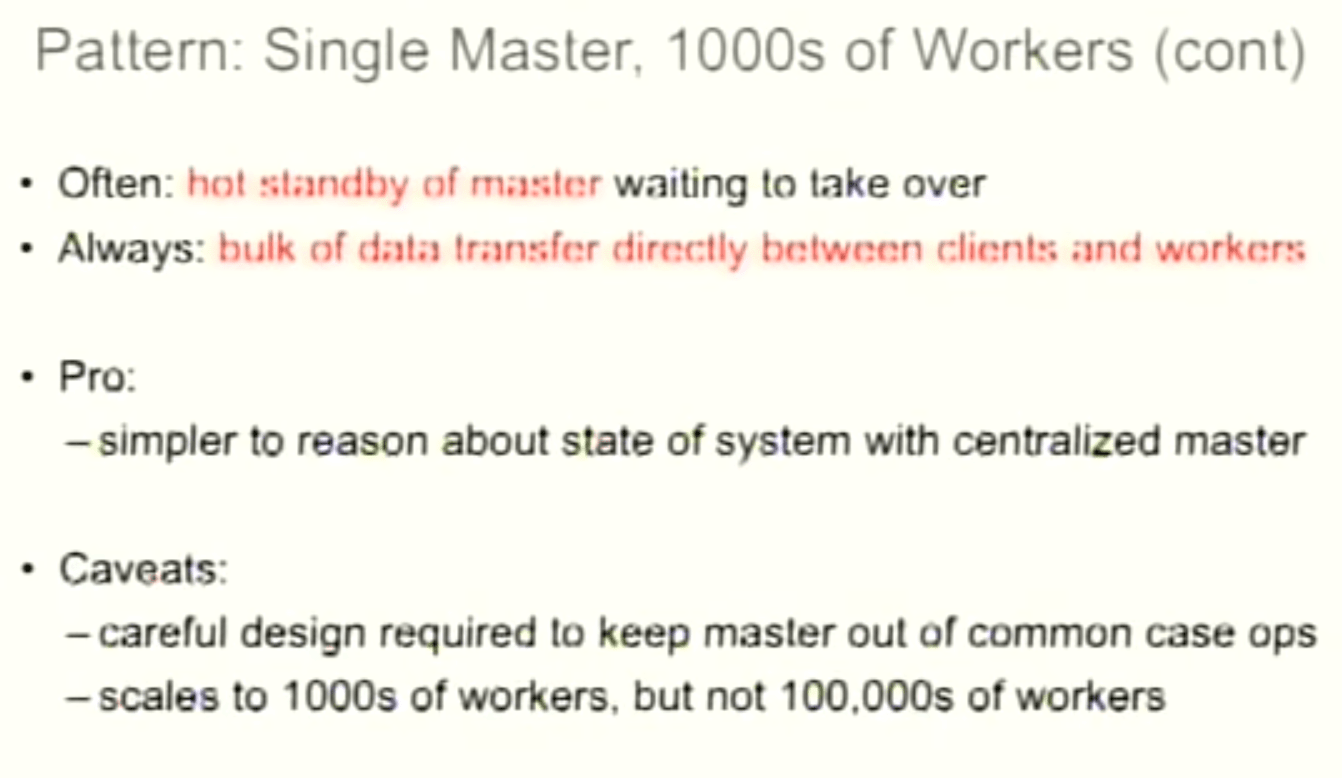 Pattern: Single Master, 1000s of Workers (cont)
• Often: hot standby of master waiting to take over
• Always: bulk of data transfer directly between clients and workers
• Pro:
– simpler to reason about state of system with centralized master
• Caveats:
– careful design required to keep master out of common case ops
– scales to 1000s of workers, but not 100,000s of workers